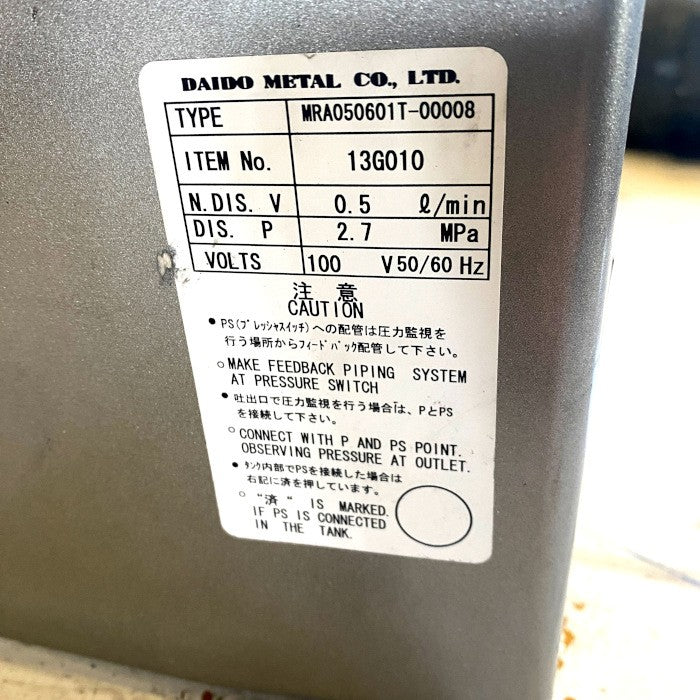 DAIDO METAL CO., LTD.
TYPE MRA050601T-00008
ITEM No. 13G010
N.DIS. V 0.5 ℓ/min
DIS. P 2.7 MPa
VOLTS 100 V 50/60 Hz
注 意
CAUTION
● PS(ﾌﾟﾚｯｼｬｽｲｯﾁ)への配管は圧力監視を
行う場所からﾌｨｰﾄﾞﾊﾞｯｸ配管して下さい。
○ MAKE FEEDBACK PIPING SYSTEM
AT PRESSURE SWITCH
● 吐出口で圧力監視を行う場合は、PとPS
を接続して下さい。
○ CONNECT WITH P AND PS POINT.
OBSERVING PRESSURE AT OUTLET.
● ﾀﾝｸ内部でPSを接続した場合は
右記に済を押しています。
○ "済" IS MARKED.
IF PS IS CONNECTED
IN THE TANK.